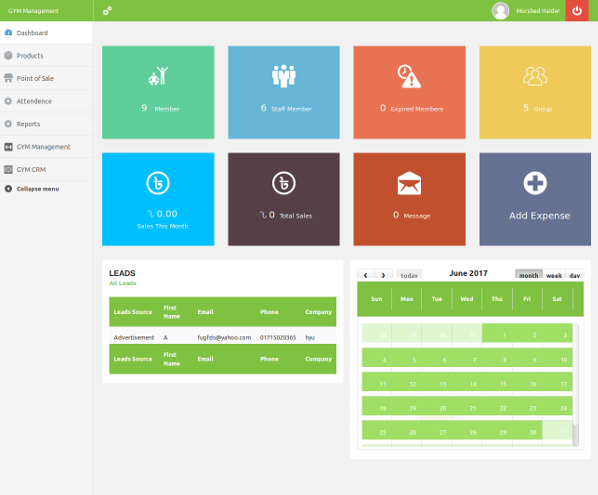 GYM Management
Morshed Haider
Dashboard
Products
Point of Sale
Attendence
Reports
GYM Management
GYM CRM
Collapse menu
9 Member
6 Staff Member
0 Expired Members
5 Group
৳ 0.00
Sales This Month
৳ 0 Total Sales
0 Message
Add Expense
LEADS
All Leads
Leads Source First Name Email Phone Company
Advertisement A fugfds@yahoo.com 01715020365 hyu
Leads Source First Name Email Phone Company
today June 2017 month week day
Sun Mon Tue Wed Thu Fri Sat
28 29 30 31 1 2 3
4 5 6 7 8 9 10
11 12 13 14 15 16 17
18 19 20 21 22 23 24
25 26 27 28 29 30 1